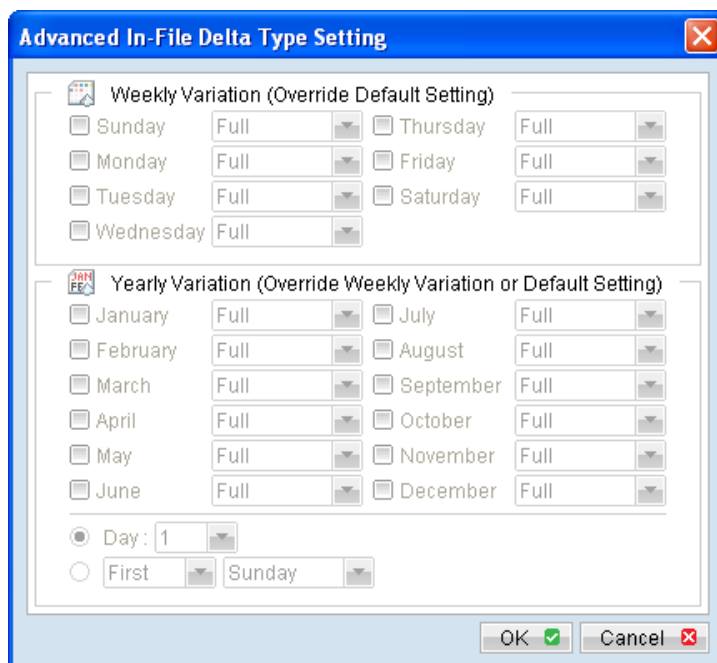 Advanced In-File Delta Type Setting
Weekly Variation (Override Default Setting)
Sunday Full Thursday Full
Monday Full Friday Full
Tuesday Full Saturday Full
Wednesday Full
JAN
FE
Yearly Variation (Override Weekly Variation or Default Setting)
January Full July Full
February Full August Full
March Full September Full
April Full October Full
May Full November Full
June Full December Full
Day : 1
First Sunday
OK Cancel